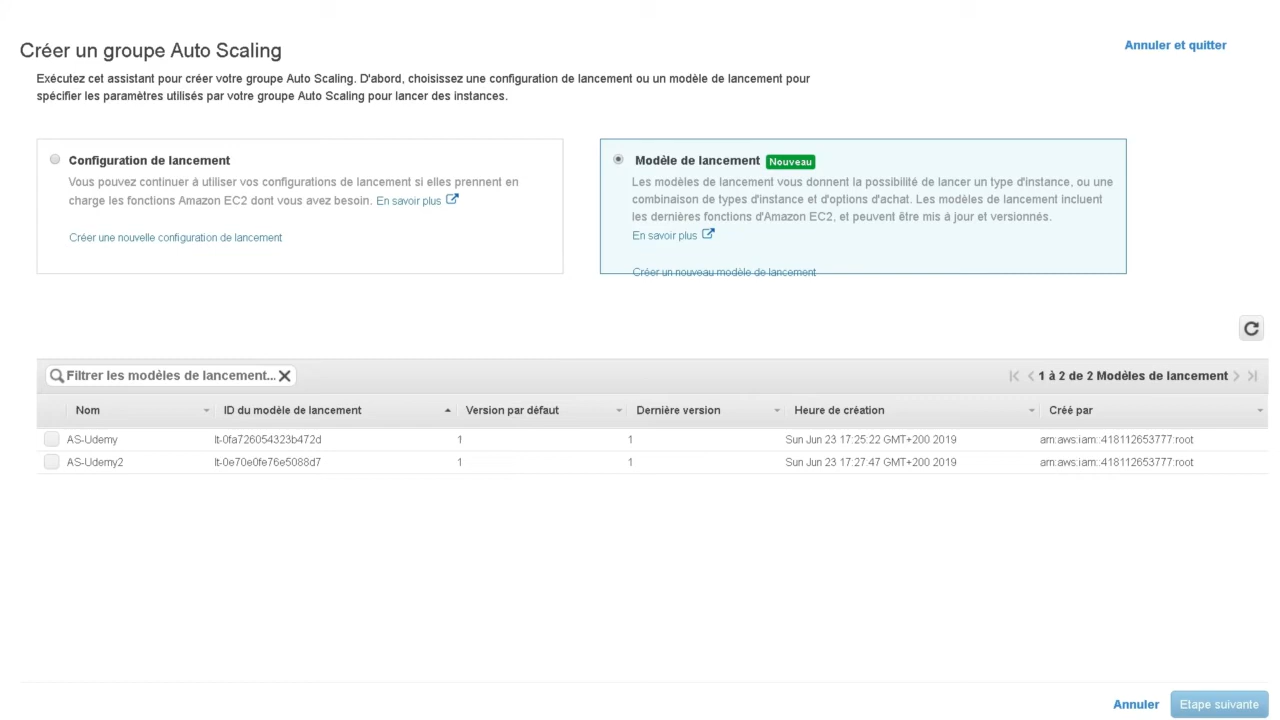 Créer un groupe Auto Scaling
Annuler et quitter
Exécutez cet assistant pour créer votre groupe Auto Scaling. D'abord, choisissez une configuration de lancement ou un modèle de lancement pour
spécifier les paramètres utilisés par votre groupe Auto Scaling pour lancer des instances.
Configuration de lancement
Vous pouvez continuer à utiliser vos configurations de lancement si elles prennent en
charge les fonctions Amazon EC2 dont vous avez besoin. En savoir plus
Créer une nouvelle configuration de lancement
Modèle de lancement Nouveau
Les modèles de lancement vous donnent la possibilité de lancer un type d'instance, ou une
combinaison de types d'instance et d'options d'achat. Les modèles de lancement incluent
les dernières fonctions d'Amazon EC2, et peuvent être mis à jour et versionnés.
En savoir plus
Créer un nouveau modèle de lancement
Filtrer les modèles de lancement...
1 à 2 de 2 Modèles de lancement
Nom ID du modèle de lancement Version par défaut Dernière version Heure de création Créé par
AS-Udemy lt-0fa726054323b472d 1 1 Sun Jun 23 17:25:22 GMT+200 2019 arn:aws:iam::418112653777:root
AS-Udemy2 lt-0e70e0fe76e5088d7 1 1 Sun Jun 23 17:27:47 GMT+200 2019 arn:aws:iam::418112653777:root
Annuler Etape suivante